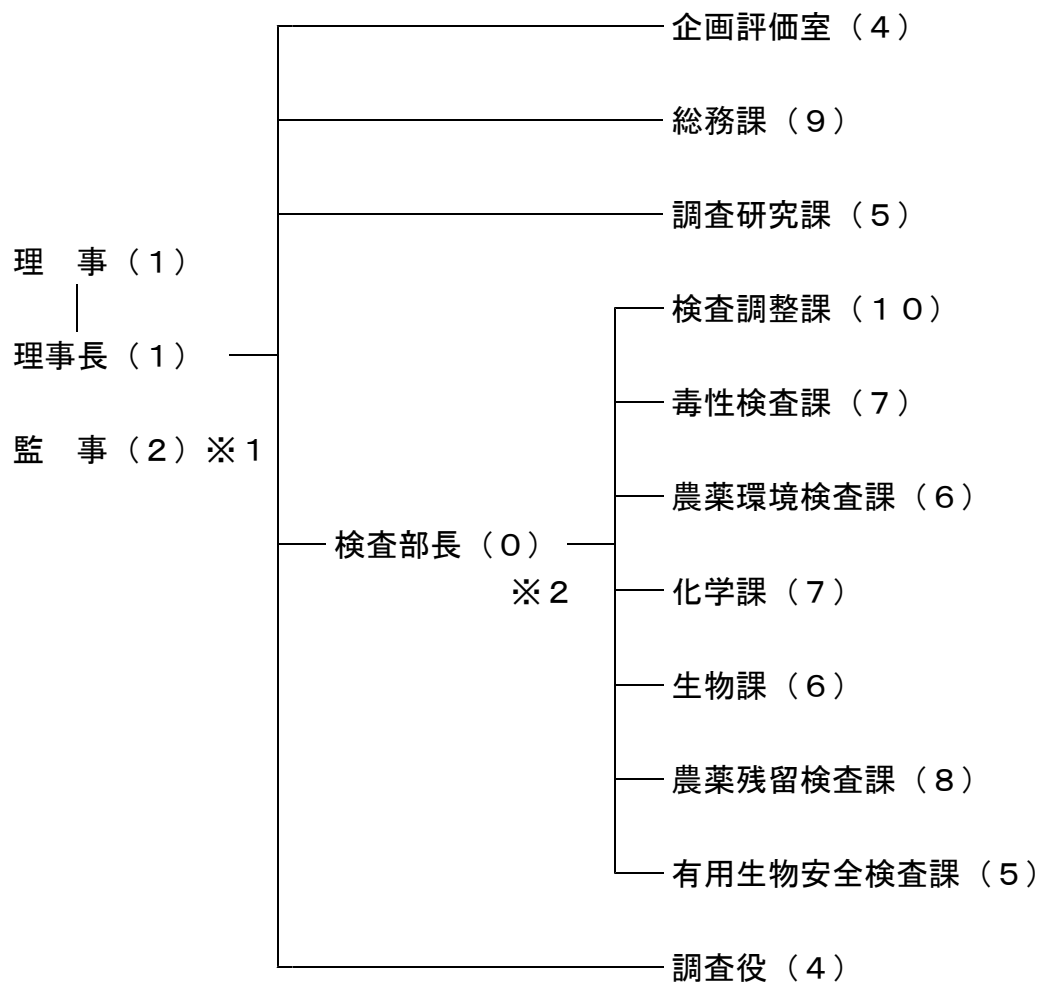 企画評価室（４）
総務課（９）
調査研究課（５）
理　事（１）
検査調整課（１０）
理事長（１）
毒性検査課（７）
監　事（２）※１
農薬環境検査課（６）
検査部長（０）
※２
化学課（７）
生物課（６）
農薬残留検査課（８）
有用生物安全検査課（５）
調査役（４）